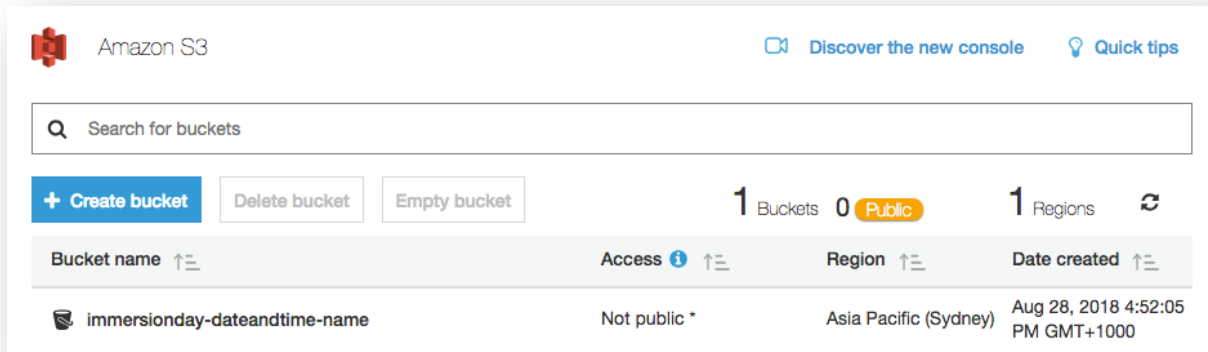 Amazon S3 Discover the new console Quick tips
Search for buckets
+ Create bucket Delete bucket Empty bucket 1 Buckets 0 Public 1 Regions
Bucket name Access Region Date created
immersionday-dateandtime-name Not public * Asia Pacific (Sydney) Aug 28, 2018 4:52:05
PM GMT+1000